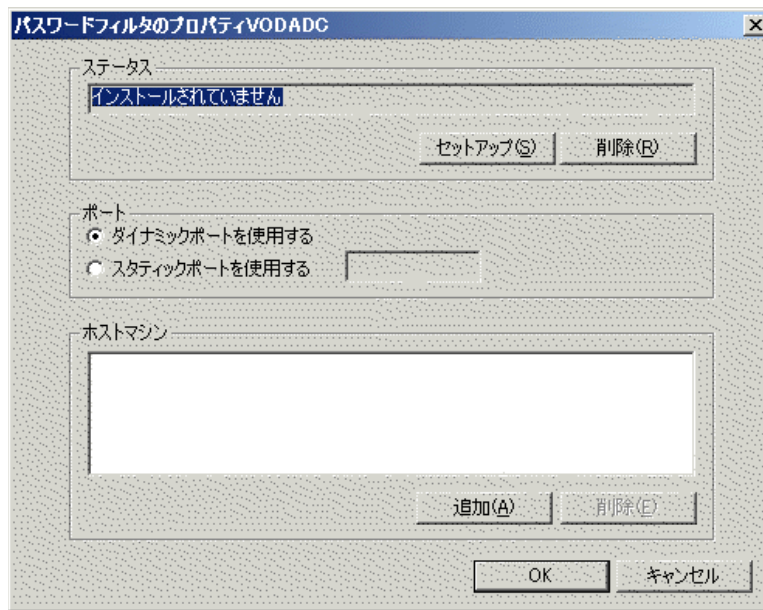 パスワードフィルタのプロパティVODADC
ステータス
インストールされていません
セットアップ(S) 削除(R)
ポート
ダイナミックポートを使用する
スタティックポートを使用する
ホストマシン
追加(A) 削除(E)
OK キャンセル